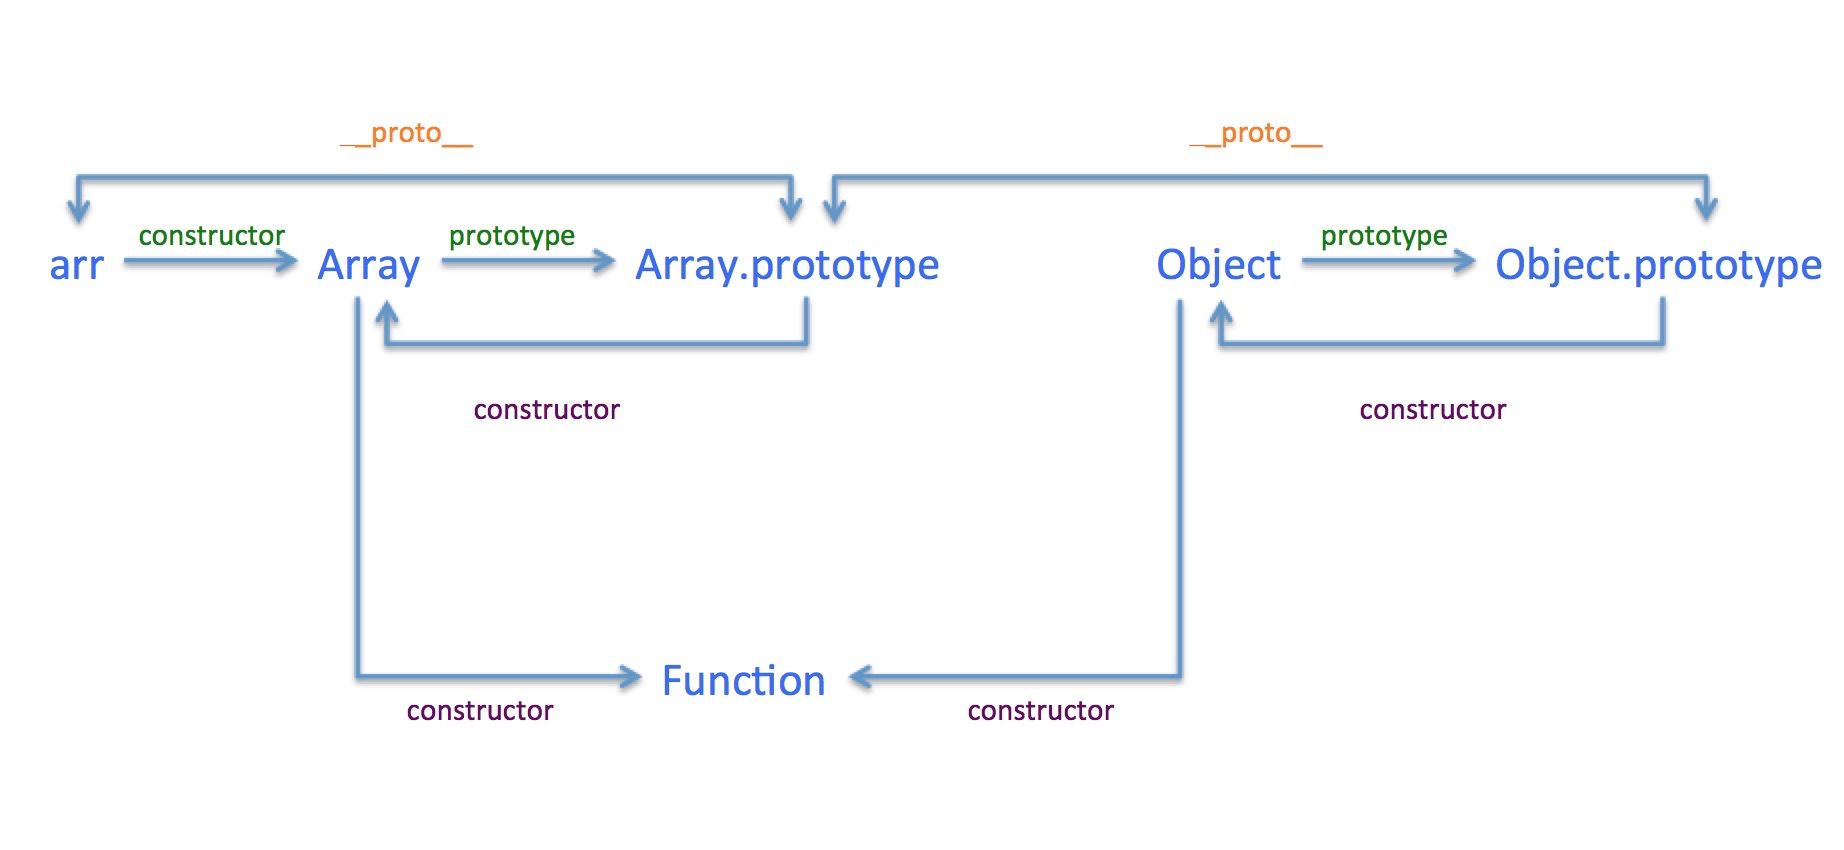 __proto__
__proto__
constructor
prototype
prototype
arr
Array
Array.prototype
Object
Object.prototype
constructor
constructor
Function
constructor
constructor